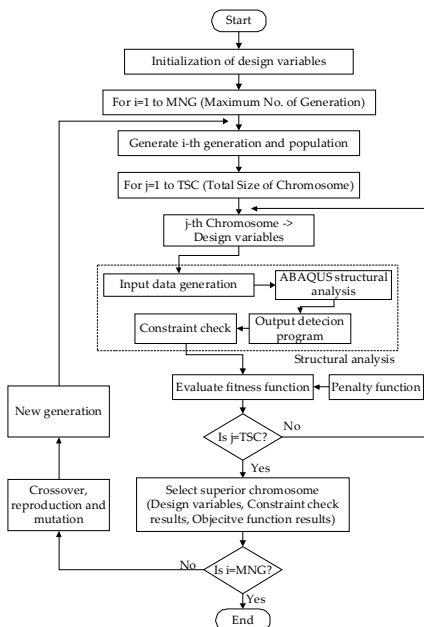 Start
Initialization of design variables
For i=1 to MNG (Maximum No. of Generation)
Generate i-th generation and population
For j=1 to TSC (Total Size of Chromosome)
j-th Chromosome ->
Design variables
Input data generation
ABAQUS structural
analysis
Constraint check
Output detecion
program
Structural analysis
Evaluate fitness function
Penalty function
New generation
Is j=TSC?
No
Yes
Crossover,
reproduction and
mutation
Select superior chromosome
(Design variables, Constraint check
results, Objecitve function results)
No
Is i=MNG?
Yes
End